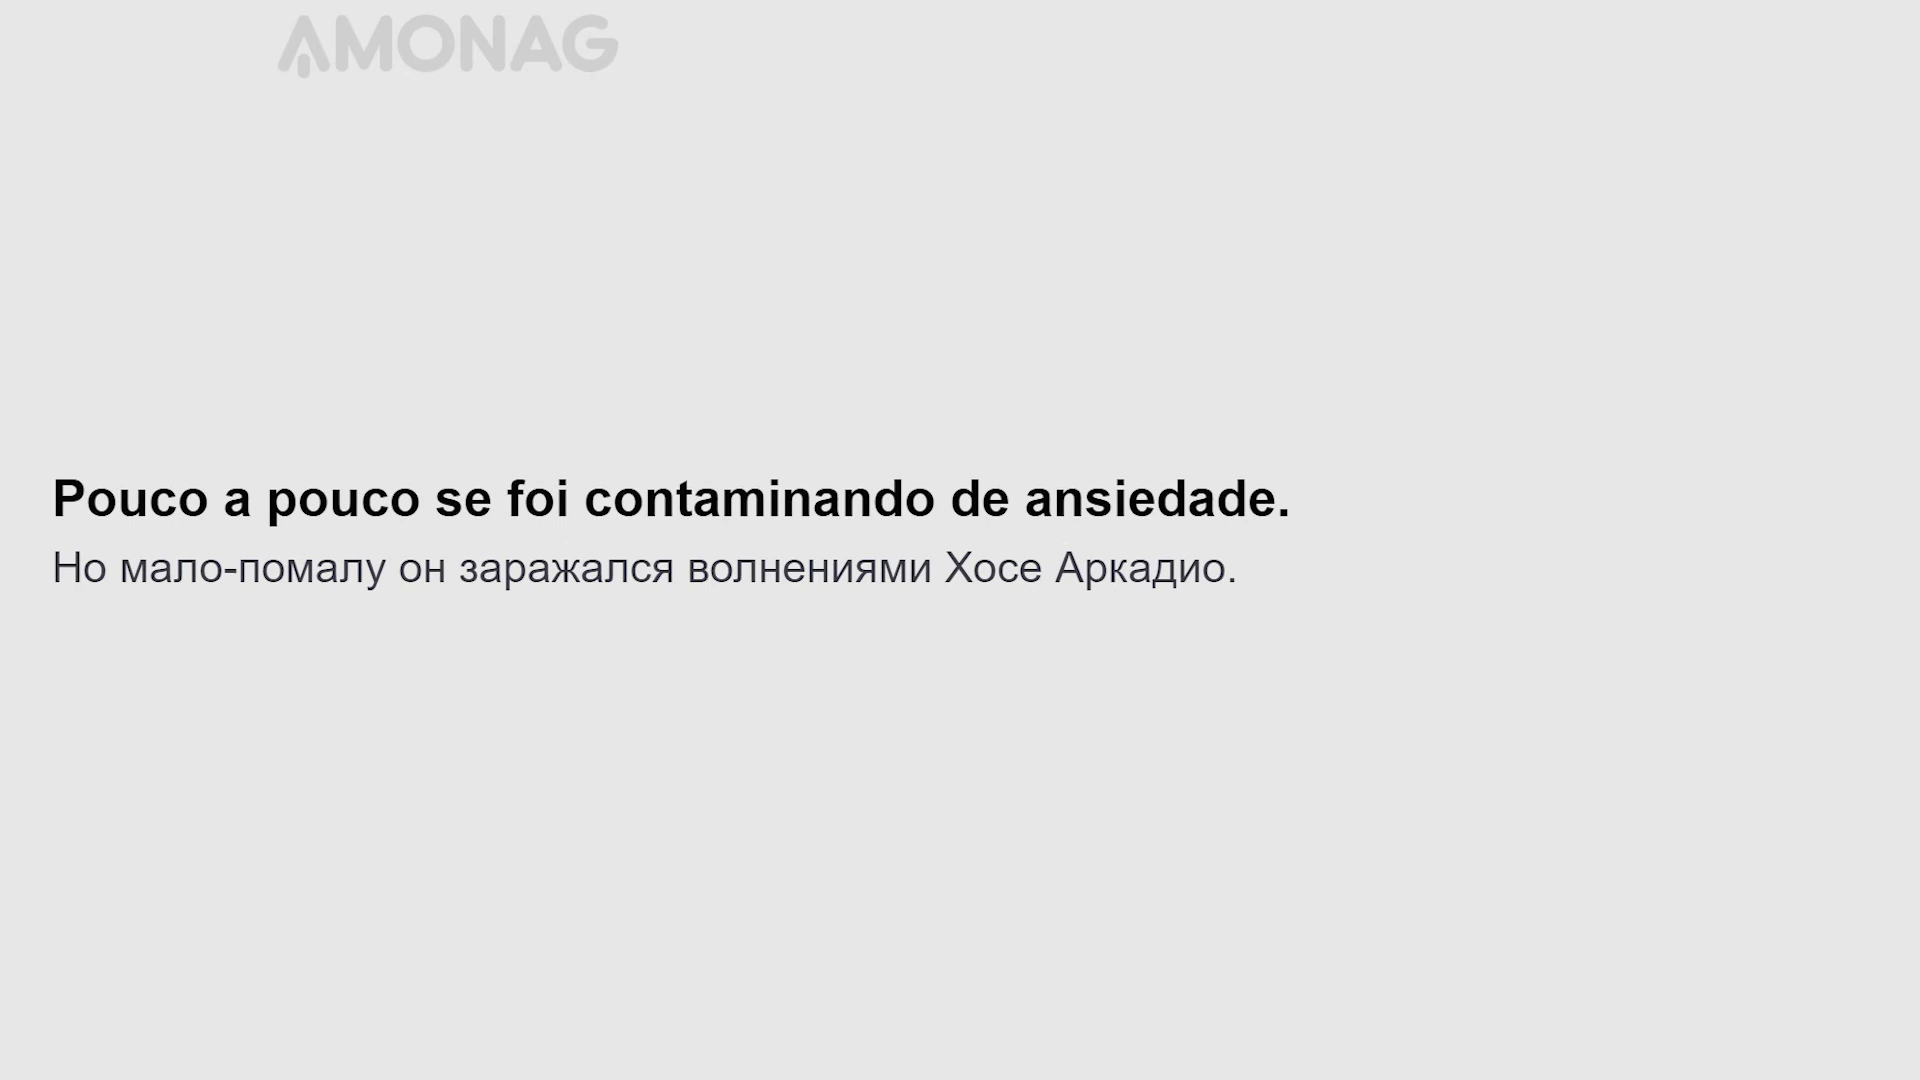 AMONAG
Pouco a pouco se foi contaminando de ansiedade.
Но мало-помалу он заражался волнениями Хосе Аркадио.